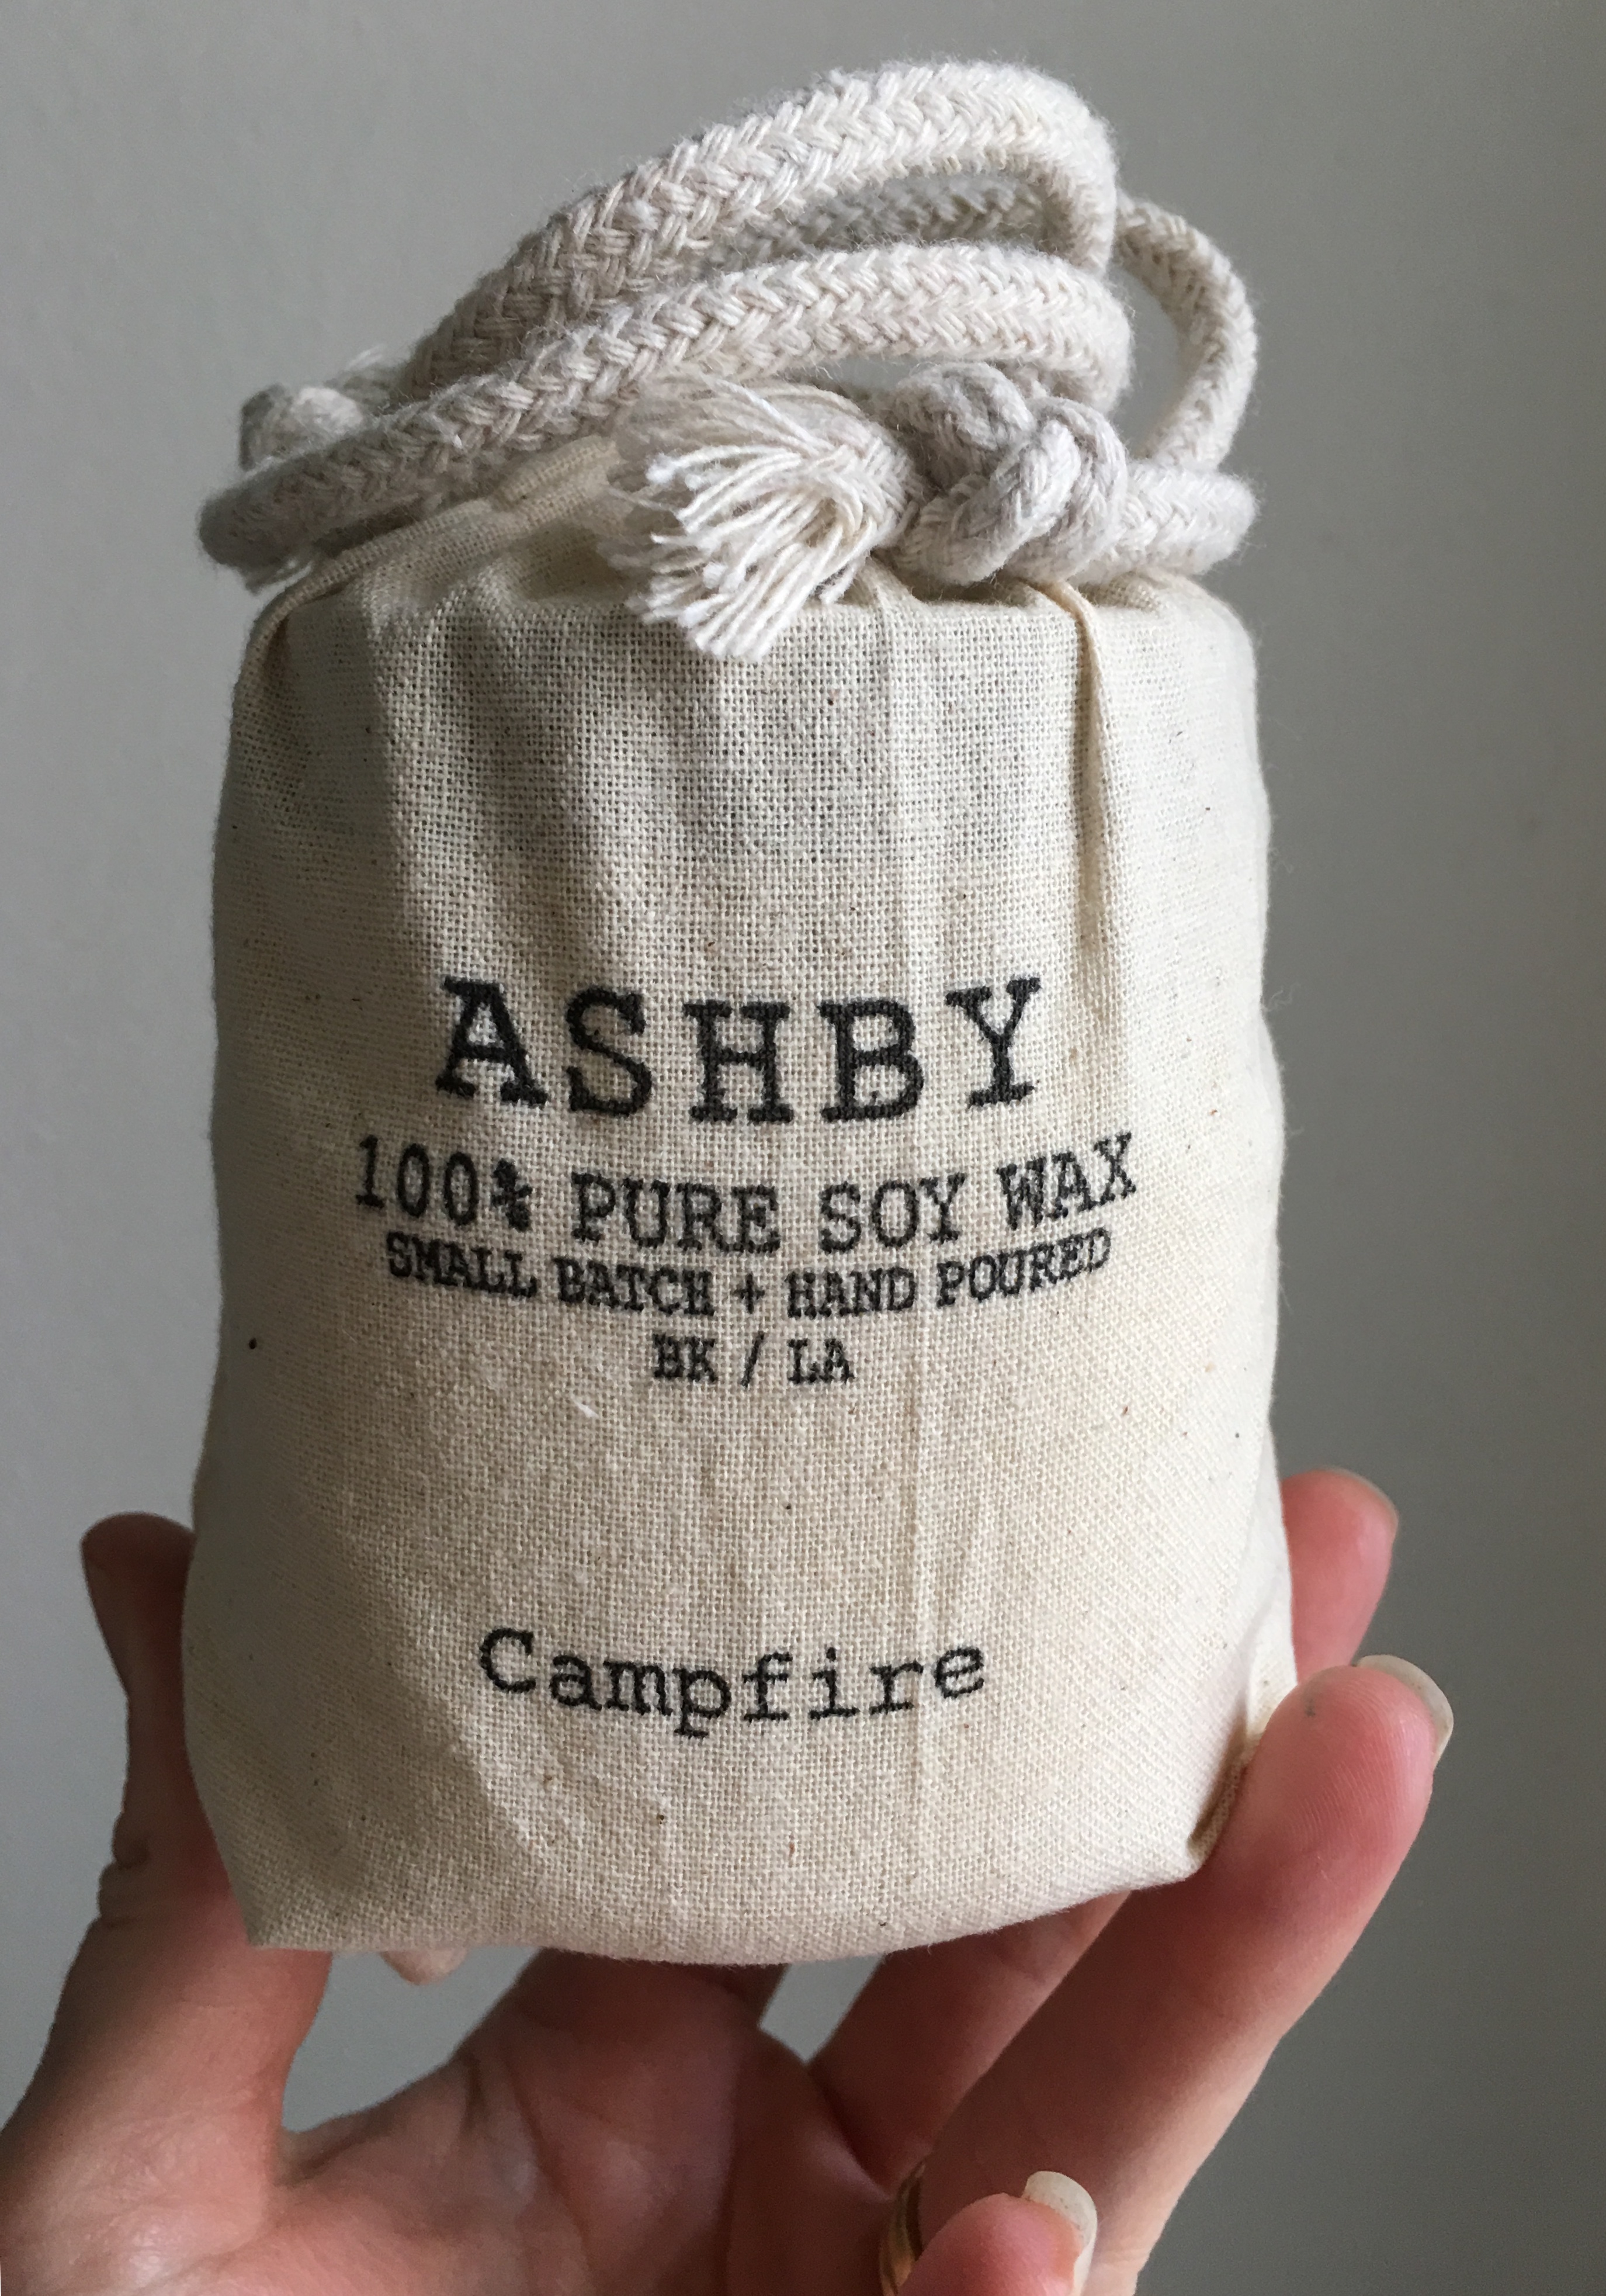 ASHBY
100% PURE SOY WAX
SMALL BATCH + HAND POURED
BK / LA
Campfire